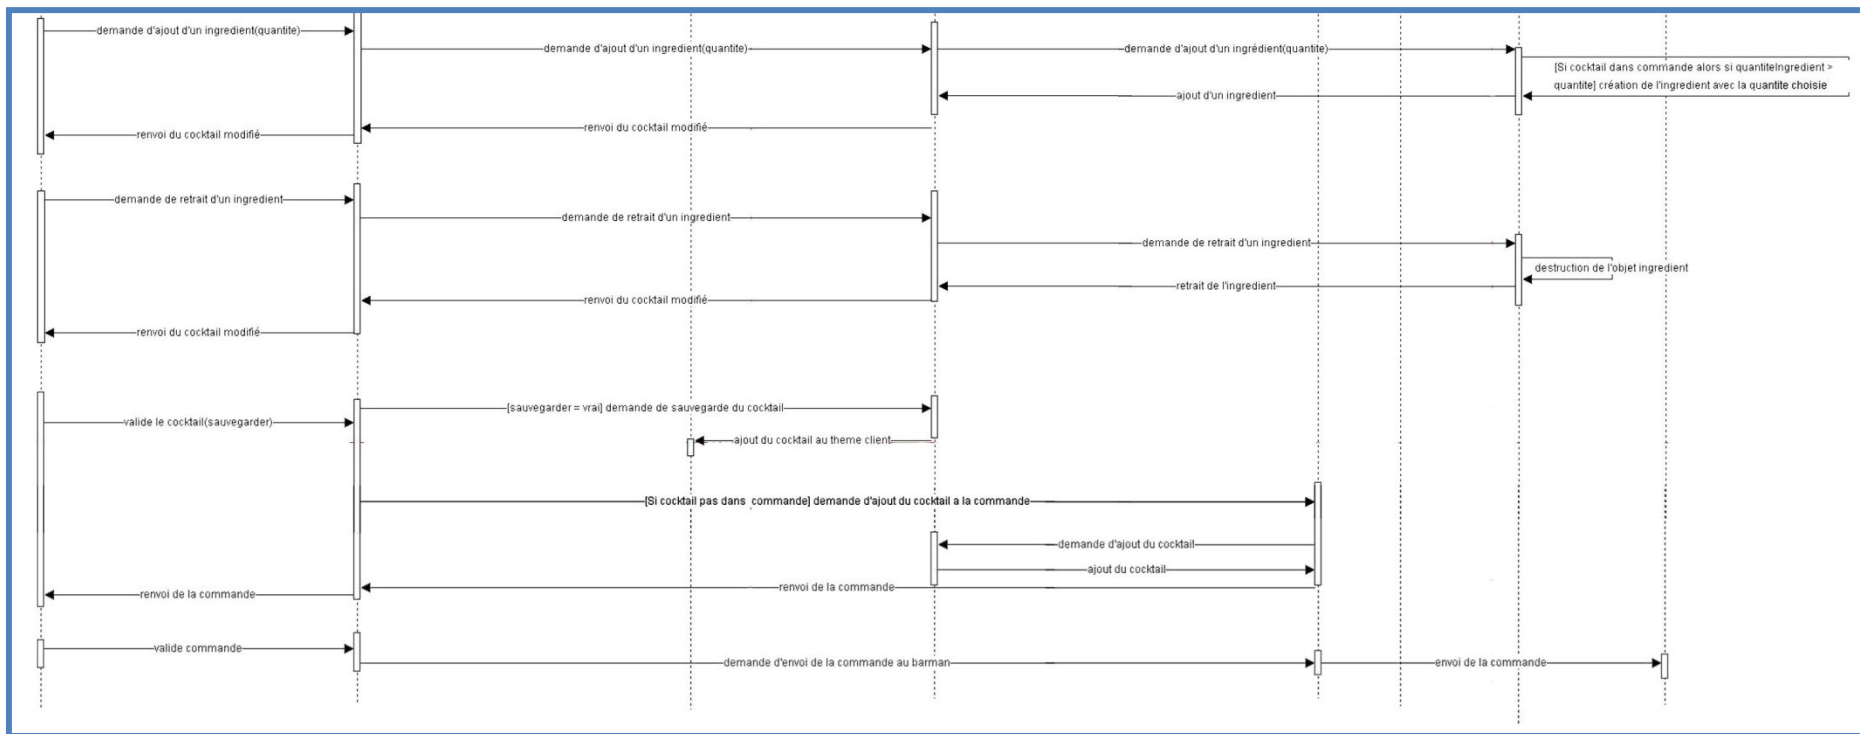 demande d'ajout d'un ingredient(quantite)
demande d'ajout d'un ingredient(quantite)
demande d'ajout d'un ingrédient(quantite)
[Si cocktail dans commande alors si quantiteIngredient >
quantite] création de l'ingredient avec la quantite choisie
ajout d'un ingredient
renvoi du cocktail modifié
renvoi du cocktail modifié
demande de retrait d'un ingredient
demande de retrait d'un ingredient
demande de retrait d'un ingredient
destruction de l'objet ingredient
retrait de l'ingredient
renvoi du cocktail modifié
renvoi du cocktail modifié
[sauvegarder = vrai] demande de sauvegarde du cocktail
valide le cocktail(sauvegarder)
ajout du cocktail au theme client
[Si cocktail pas dans commande] demande d'ajout du cocktail a la commande
demande d'ajout du cocktail
ajout du cocktail
renvoi de la commande
renvoi de la commande
valide commande
demande d'envoi de la commande au barman
envoi de la commande